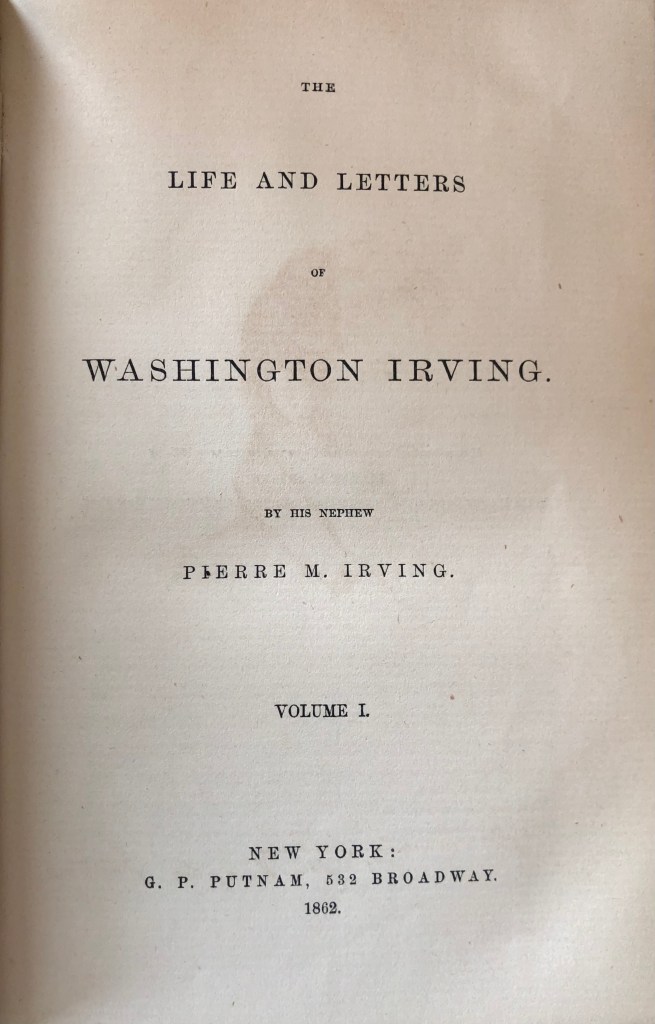 THE
LIFE AND LETTERS
OF
WASHINGTON IRVING.
BY HIS NEPHEW
PIERRE M. IRVING.
VOLUME I.
NEW YORK:
G. P. PUTNAM, 532 BROADWAY.
1862.